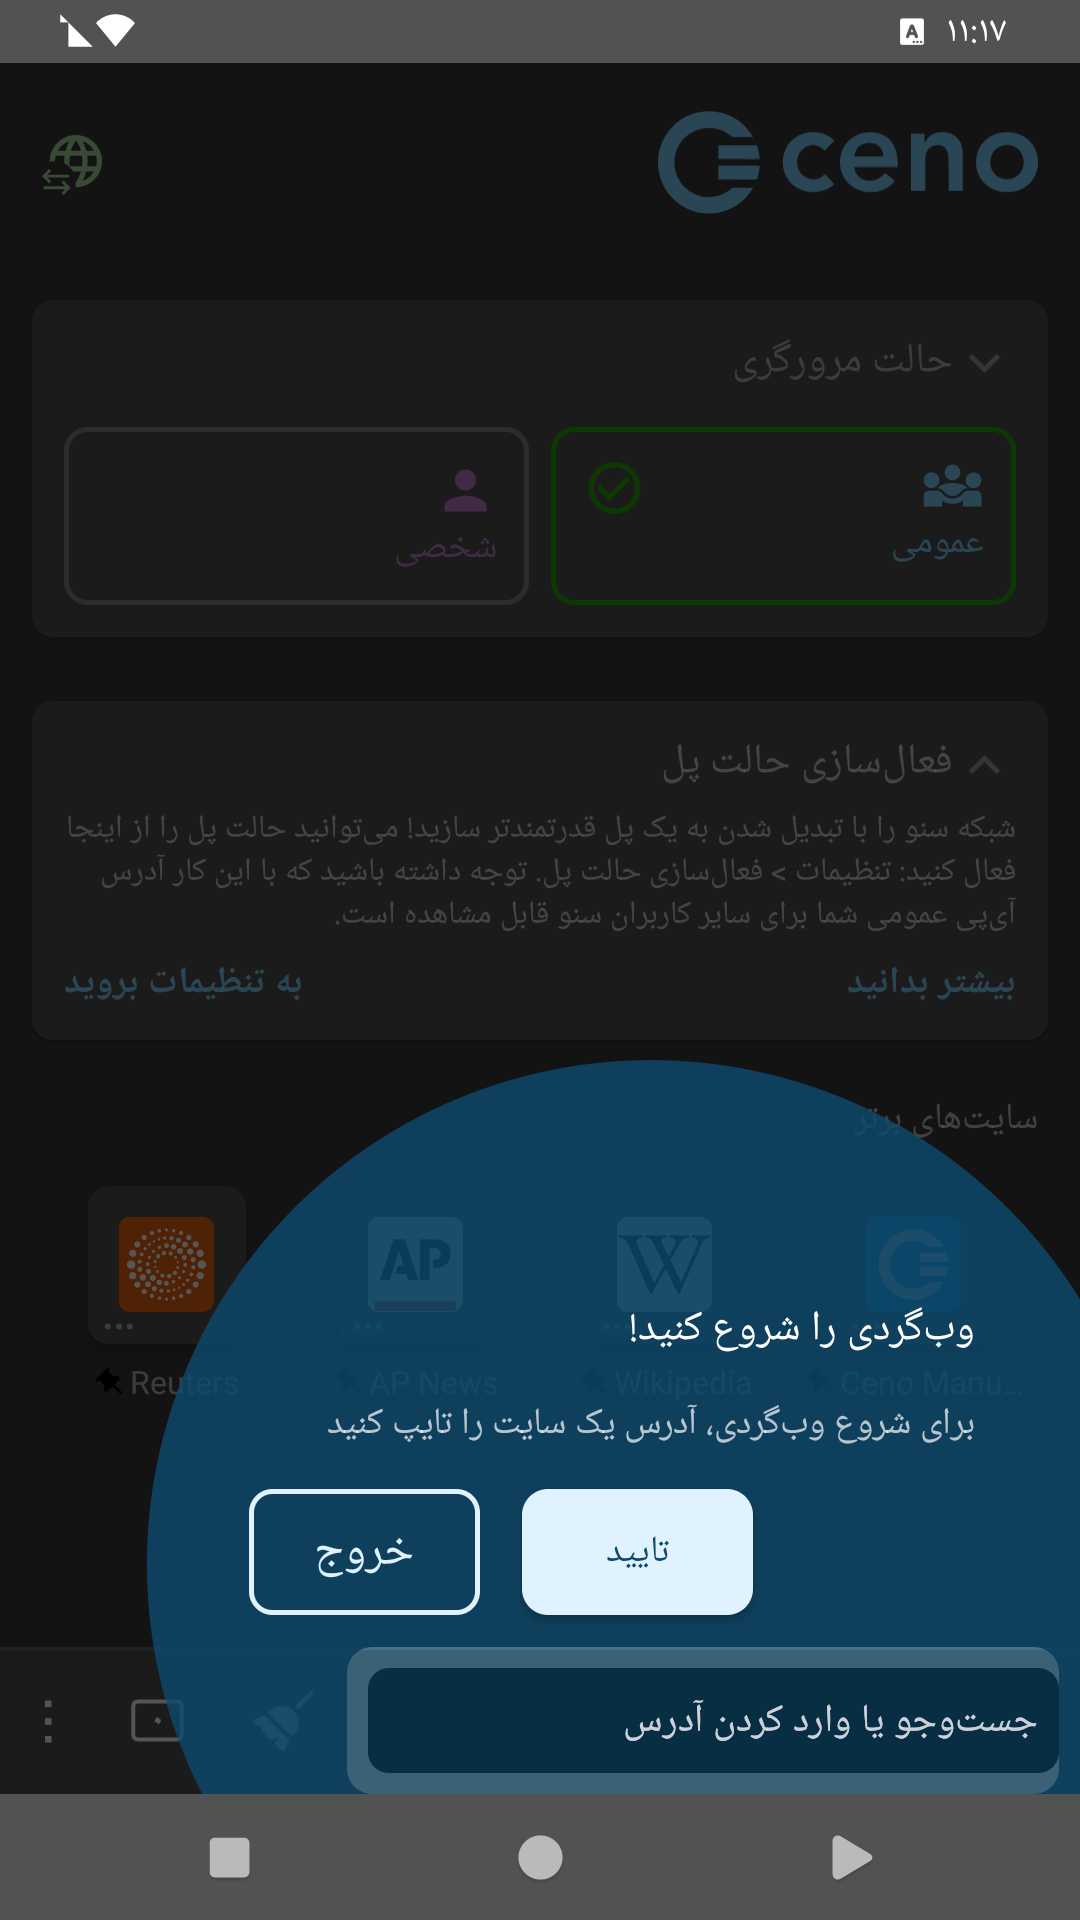 ۱۱:۱۷
ceno
حالت مرورگری
عمومی
شخصی
فعال‌سازی حالت پل
شبکه سنو را با تبدیل شدن به یک پل قدرتمندتر سازید! می‌توانید حالت پل را از اینجا
فعال کنید: تنظیمات > فعال‌سازی حالت پل. توجه داشته باشید که با این کار آدرس
آی‌پی عمومی شما برای سایر کاربران سنو قابل مشاهده است.
بیشتر بدانید
به تنظیمات بروید
سایت‌های برتر
AP
W
Ceno Manu...
Wikipedia
AP News
Reuters
وب‌گردی را شروع کنید!
برای شروع وب‌گردی، آدرس یک سایت را تایپ کنید
تایید
خروج
جست‌وجو یا وارد کردن آدرس